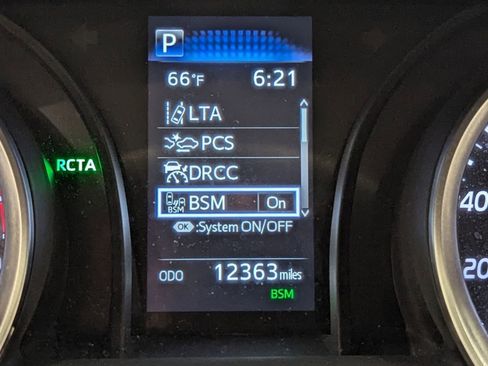 P
66°F 6:21
LTA
PCS
RCTA
DRCC
BSM BSM On
OK :System ON/OFF
ODO 12363 miles
BSM
40
20